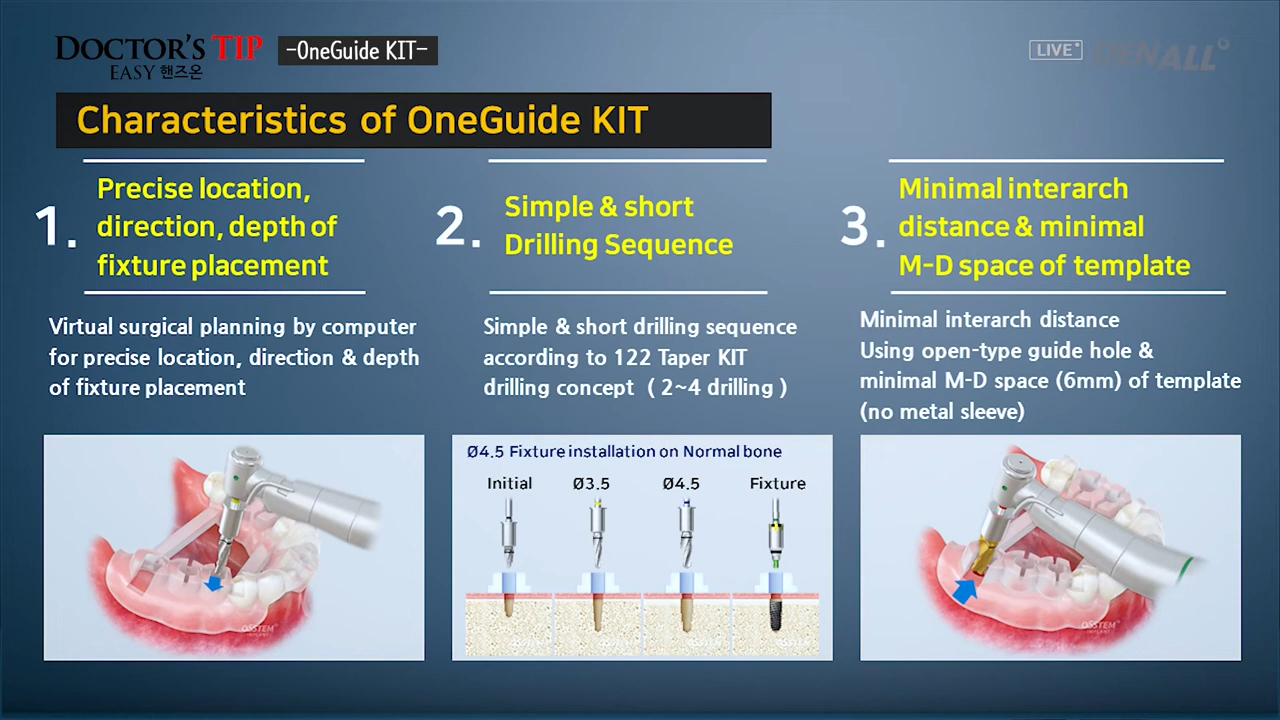 DOCTOR'S TIP
EASY 핸즈온
-OneGuide KIT-
LIVE
DENALL
Characteristics of OneGuide KIT
1.
Precise location,
direction, depth of
fixture placement
Virtual surgical planning by computer
for precise location, direction & depth
of fixture placement
OSSTEM
IMPLANT
2.
Simple & short
Drilling Sequence
Simple & short drilling sequence
according to 122 Taper KIT
drilling concept ( 2~4 drilling )
Ø4.5 Fixture installation on Normal bone
Initial Ø3.5 Ø4.5 Fixture
3.
Minimal interarch
distance & minimal
M-D space of template
Minimal interarch distance
Using open-type guide hole &
minimal M-D space (6mm) of template
(no metal sleeve)
OSSTEM
IMPLANT